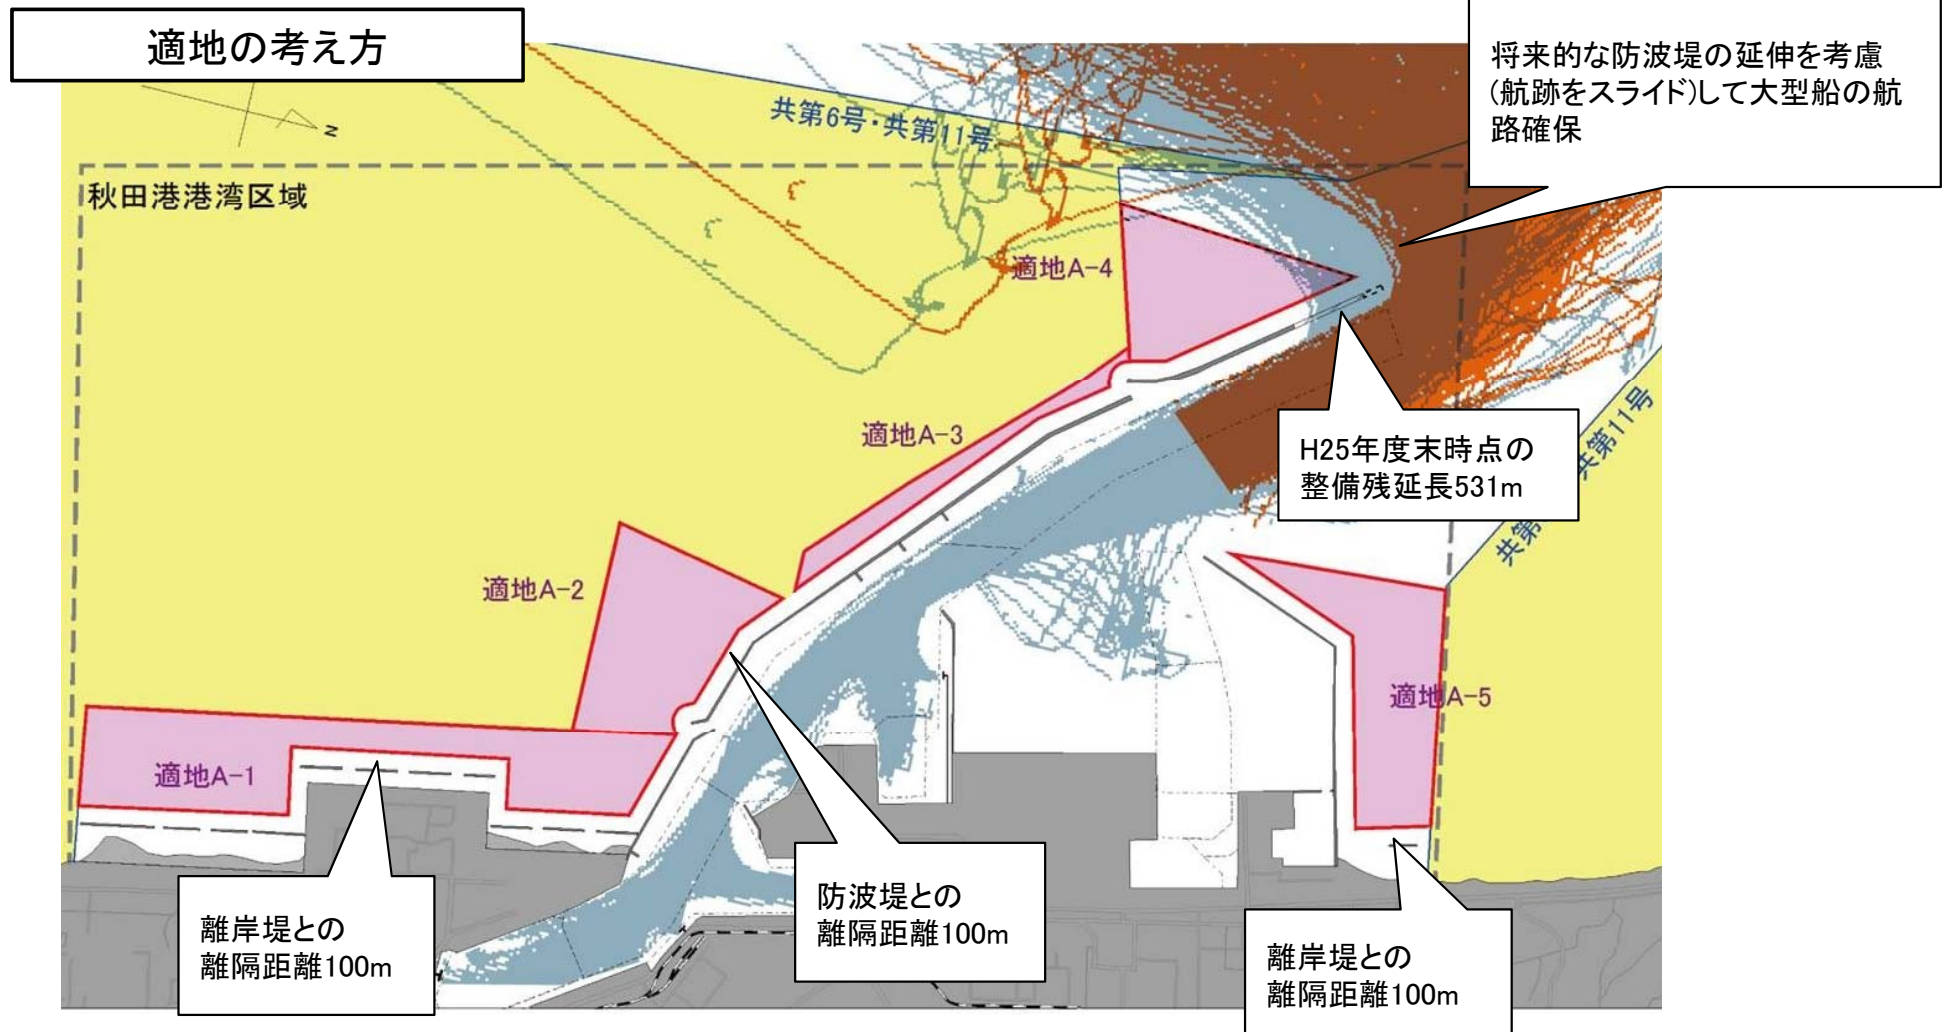 適地の考え方
将来的な防波堤の延伸を考慮
(航跡をスライド)して大型船の航
路確保
N
共第6号・共第11号
秋田港港湾区域
適地A-4
適地A-3
H25年度末時点の
整備残延長531m
共第
共第11号
適地A-2
適地A-5
適地A-1
離岸堤との
離隔距離100m
防波堤との
離隔距離100m
離岸堤との
離隔距離100m